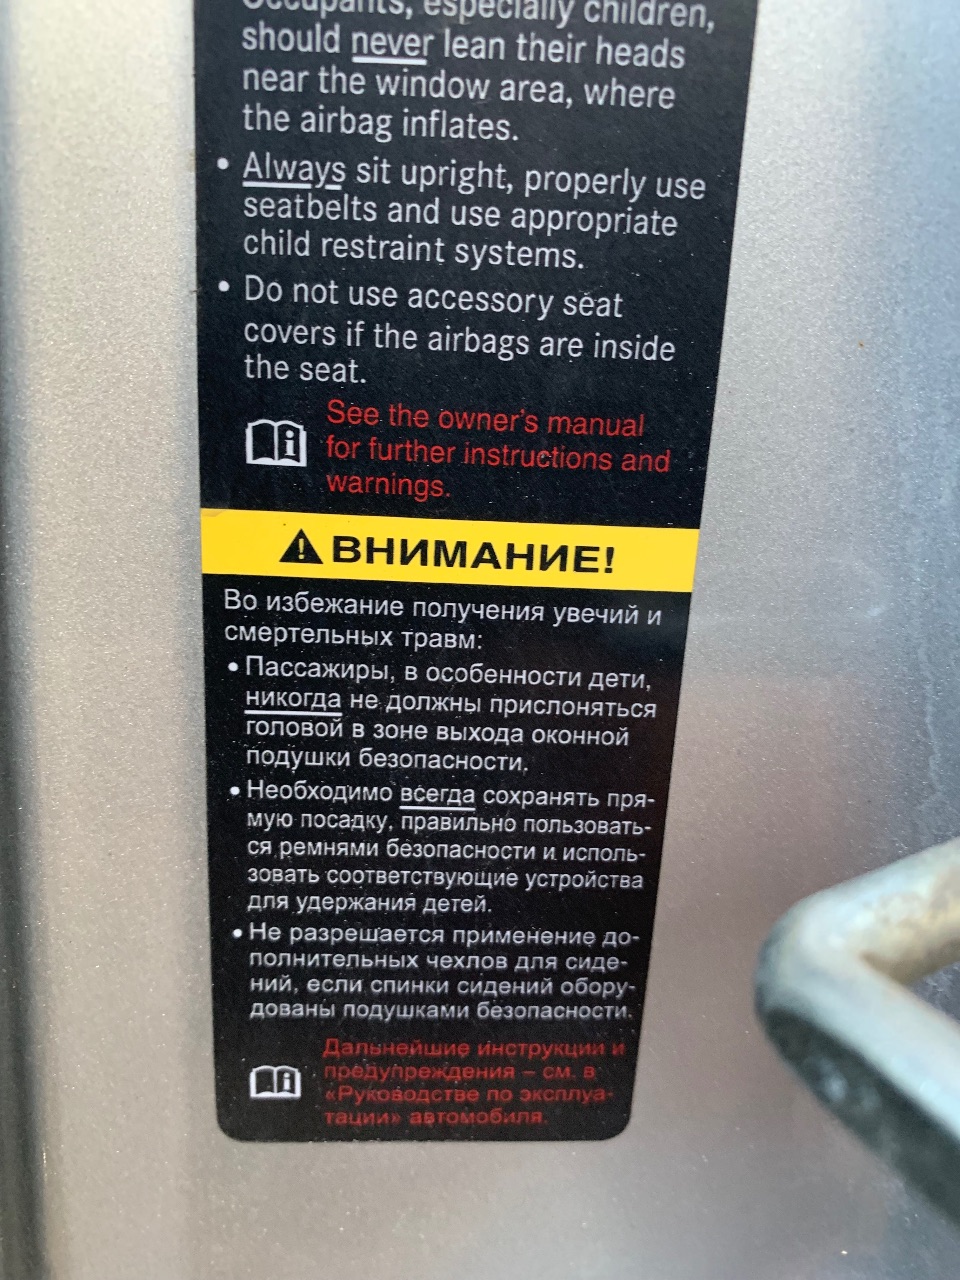 Occupants, especially children,
should never lean their heads
near the window area, where
the airbag inflates.
• Always sit upright, properly use
seatbelts and use appropriate
child restraint systems.
• Do not use accessory seat
covers if the airbags are inside
the seat.
See the owner's manual
for further instructions and
warnings.
ВНИМАНИЕ!
Во избежание получения увечий и
смертельных травм:
• Пассажиры, в особенности дети,
никогда не должны прислоняться
головой в зоне выхода оконной
подушки безопасности.
• Необходимо всегда сохранять пря-
мую посадку, правильно пользовать-
ся ремнями безопасности и исполь-
зовать соответствующие устройства
для удержания детей.
• Не разрешается применение до-
полнительных чехлов для сиде-
ний, если спинки сидений обору-
дованы подушками безопасности.
Дальнейшие инструкции и
предупреждения – см. в
«Руководстве по эксплуа-
тации» автомобиля.